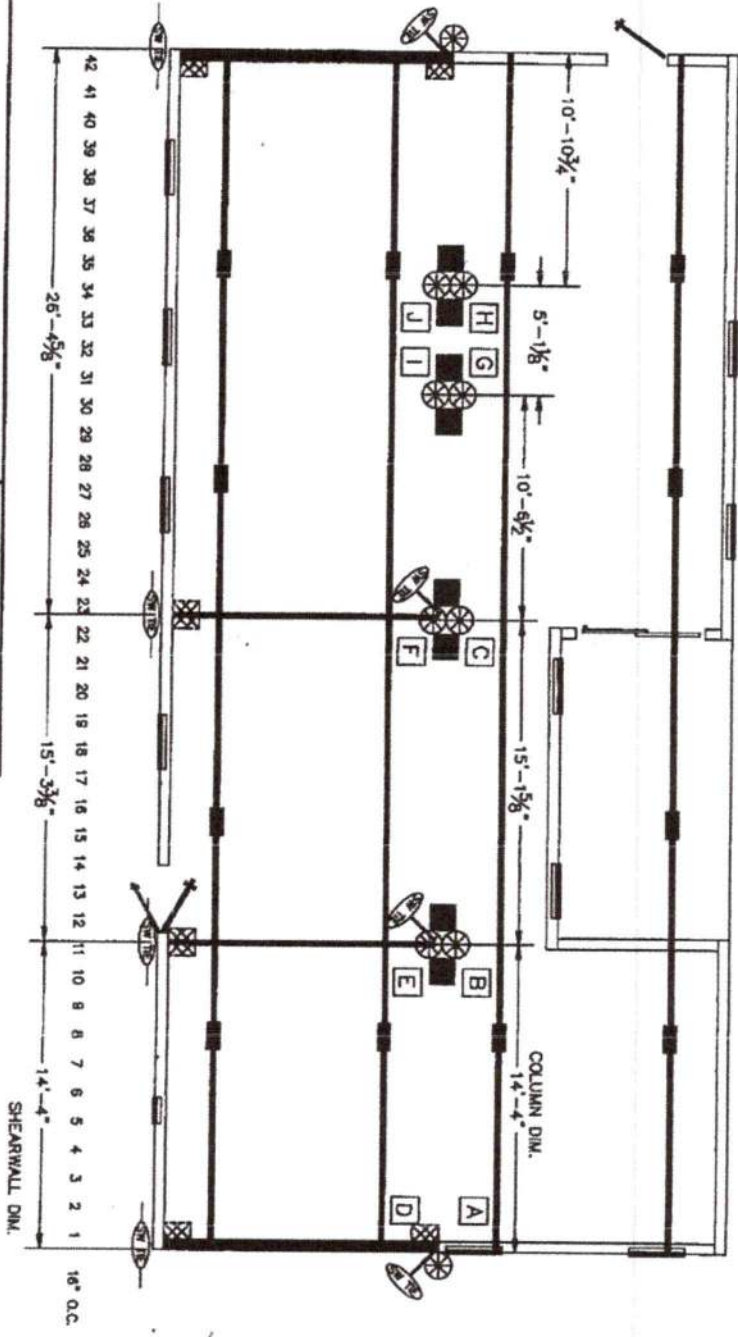 COLUMN DIM.
10'-10¾" 5'-1⅛" 10'-6½" 15'-1⅝" 14'-4"
H G C B A
J I F E D
42 41 40 39 38 37 36 35 34 33 32 31 30 29 28 27 26 25 24 23 22 21 20 19 18 17 16 15 14 13 12 11 10 9 8 7 6 5 4 3 2 1 16" O.C.
26'-4⅝" 15'-3⅜" 14'-4"
SHEARWALL DIM.